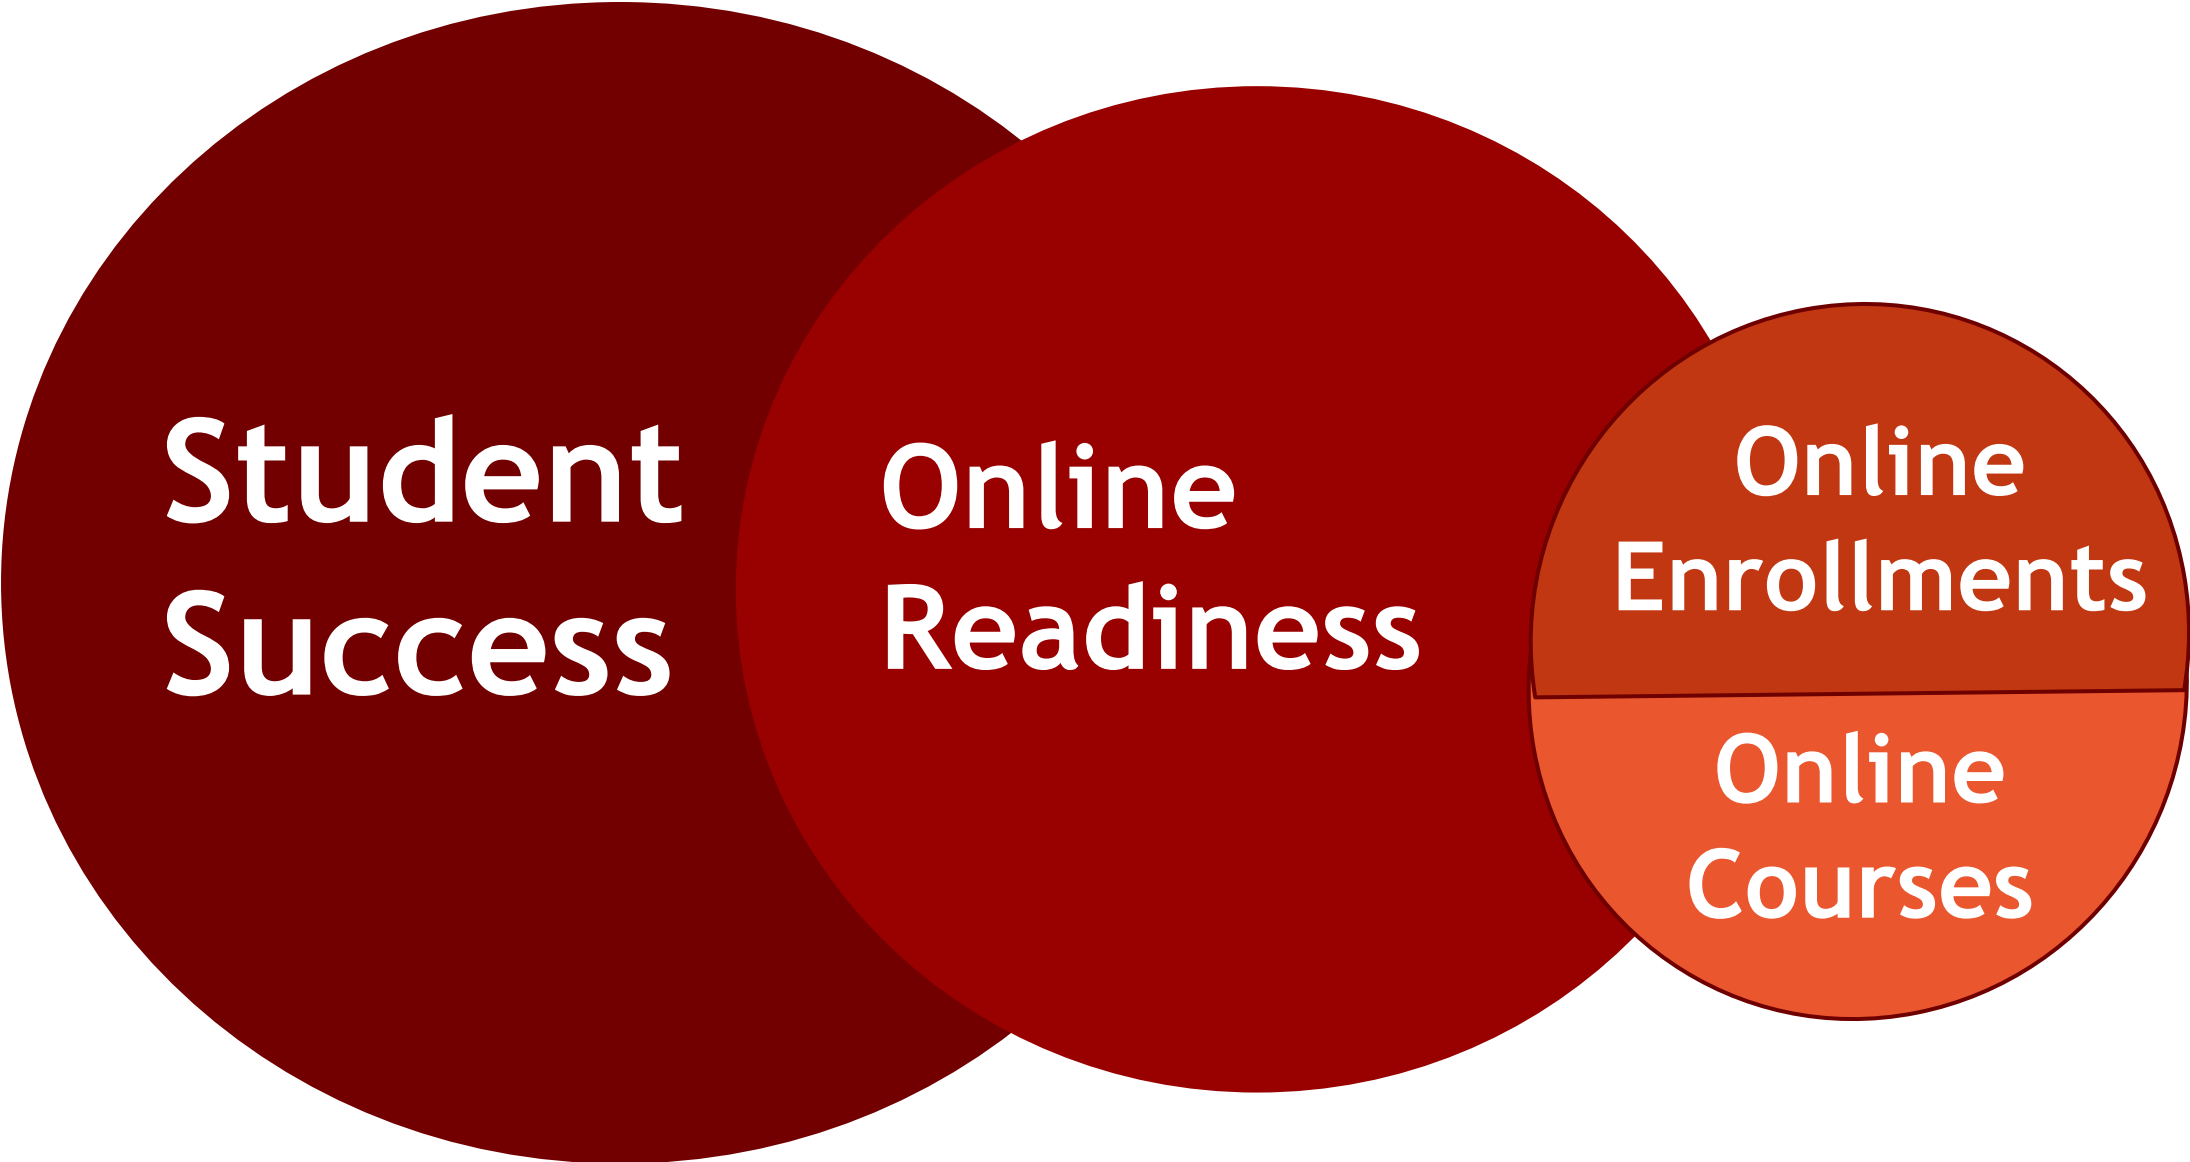 Student
Success
Online
Readiness
Online
Enrollments
Online
Courses